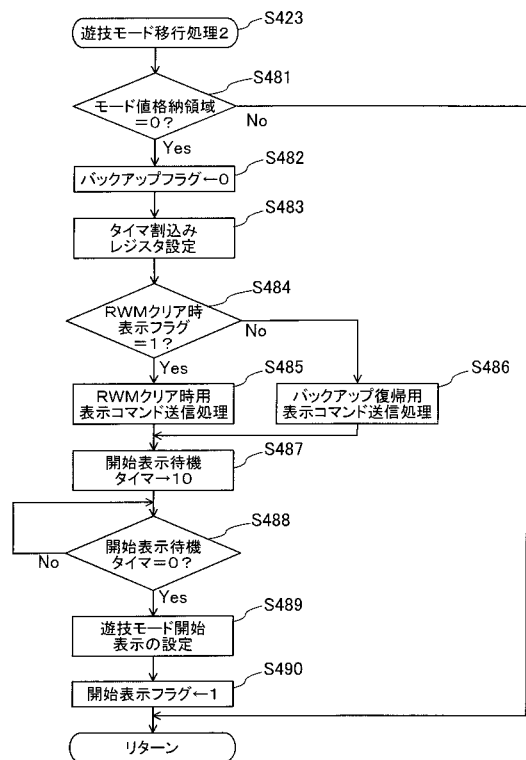 遊技モード移行処理2
S423
S481
モード値格納領域
=0?
No
Yes
S482
バックアップフラグ←0
S483
タイマ割込み
レジスタ設定
S484
RWMクリア時
表示フラグ
=1?
No
Yes
S485
RWMクリア時用
表示コマンド送信処理
S486
バックアップ復帰用
表示コマンド送信処理
S487
開始表示待機
タイマ→10
S488
開始表示待機
タイマ=0?
No
Yes
S489
遊技モード開始
表示の設定
S490
開始表示フラグ←1
リターン